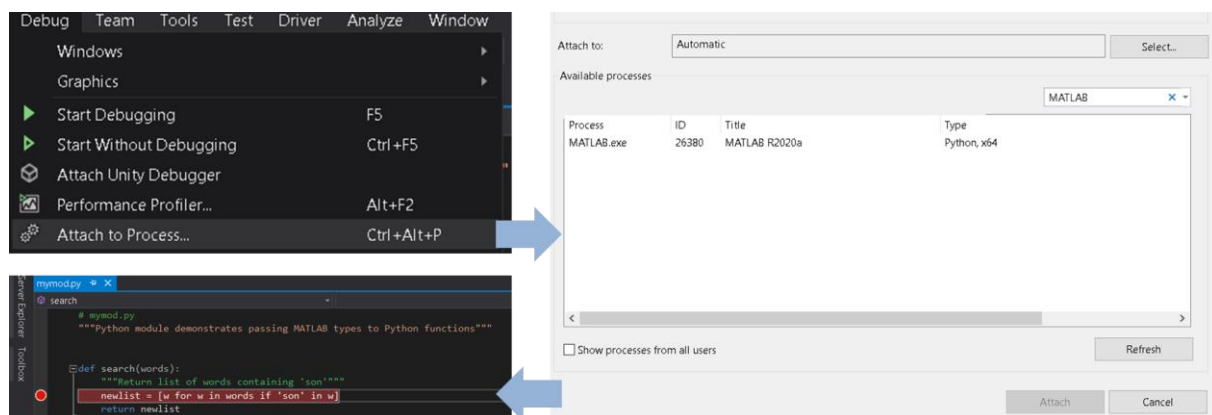 Debug Team Tools Test Driver Analyze Window
Windows
Graphics
Start Debugging F5
Start Without Debugging Ctrl+F5
Attach Unity Debugger
Performance Profiler... Alt+F2
Attach to Process... Ctrl+Alt+P
Attach to: Automatic Select...
Available processes
MATLAB
Process ID Title Type
MATLAB.exe 26380 MATLAB R2020a Python, x64
Show processes from all users Refresh
Attach Cancel
Server Explorer
Toolbox
mymod.py
search
# mymod.py
"""Python module demonstrates passing MATLAB types to Python functions"""
def search(words):
"""Return list of words containing 'son'"""
newlist = [w for w in words if 'son' in w]
return newlist